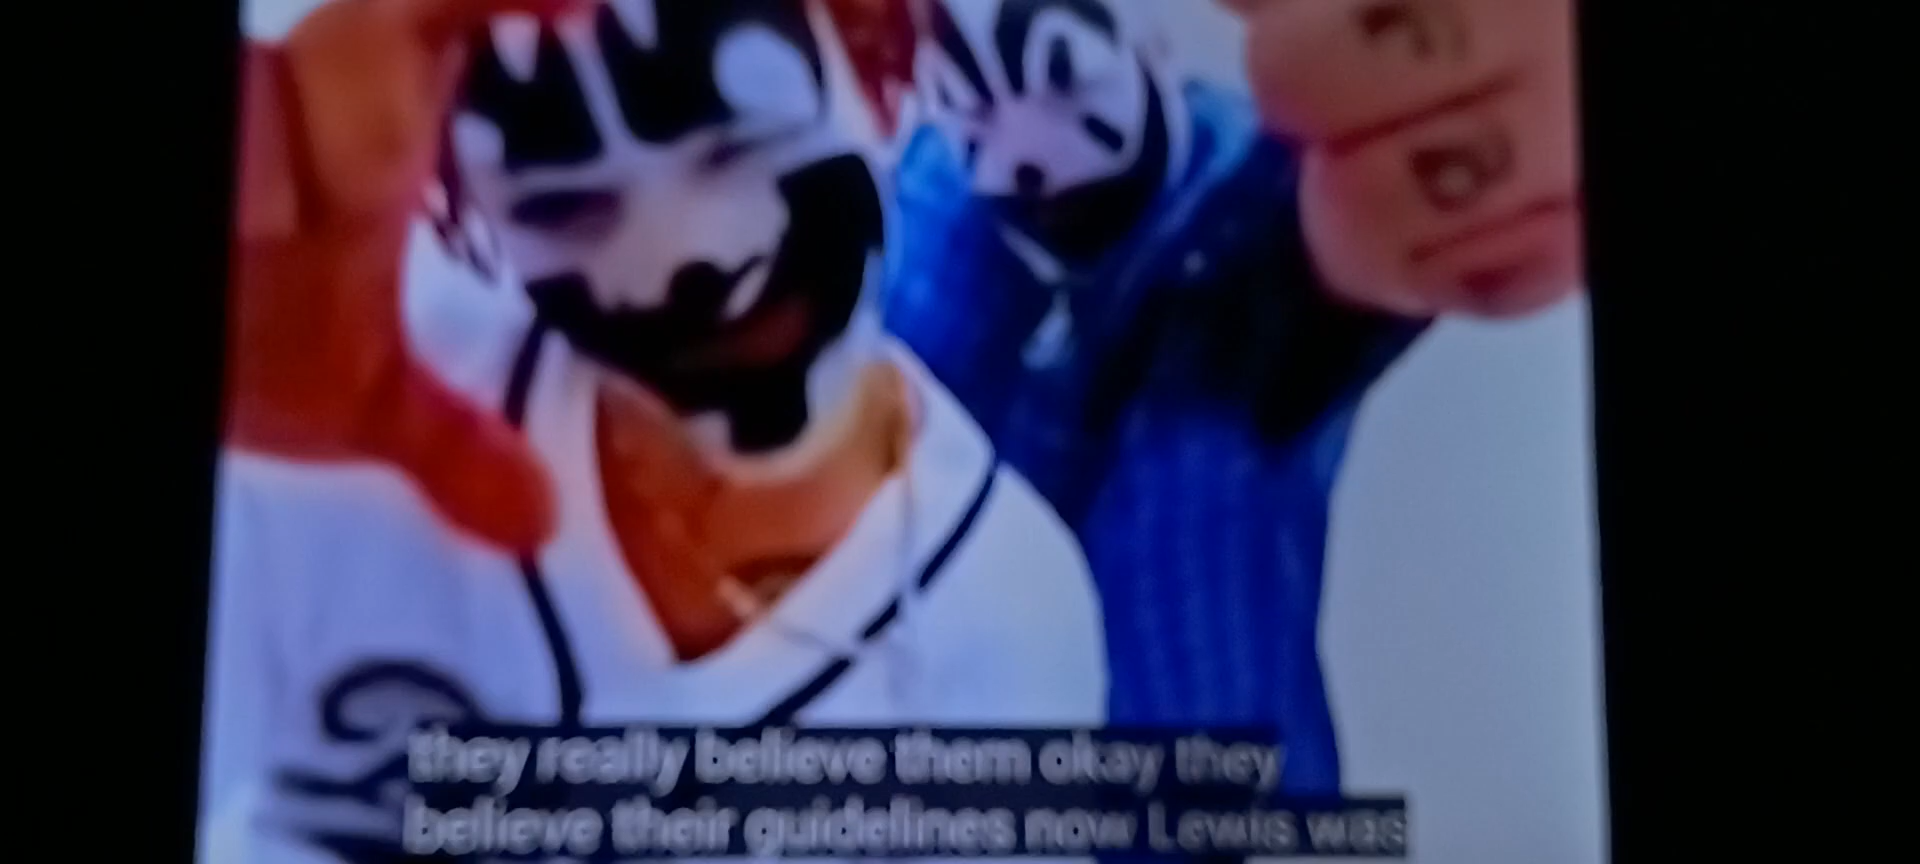 they really believe them okay they
believe their guidelines now Lewis was